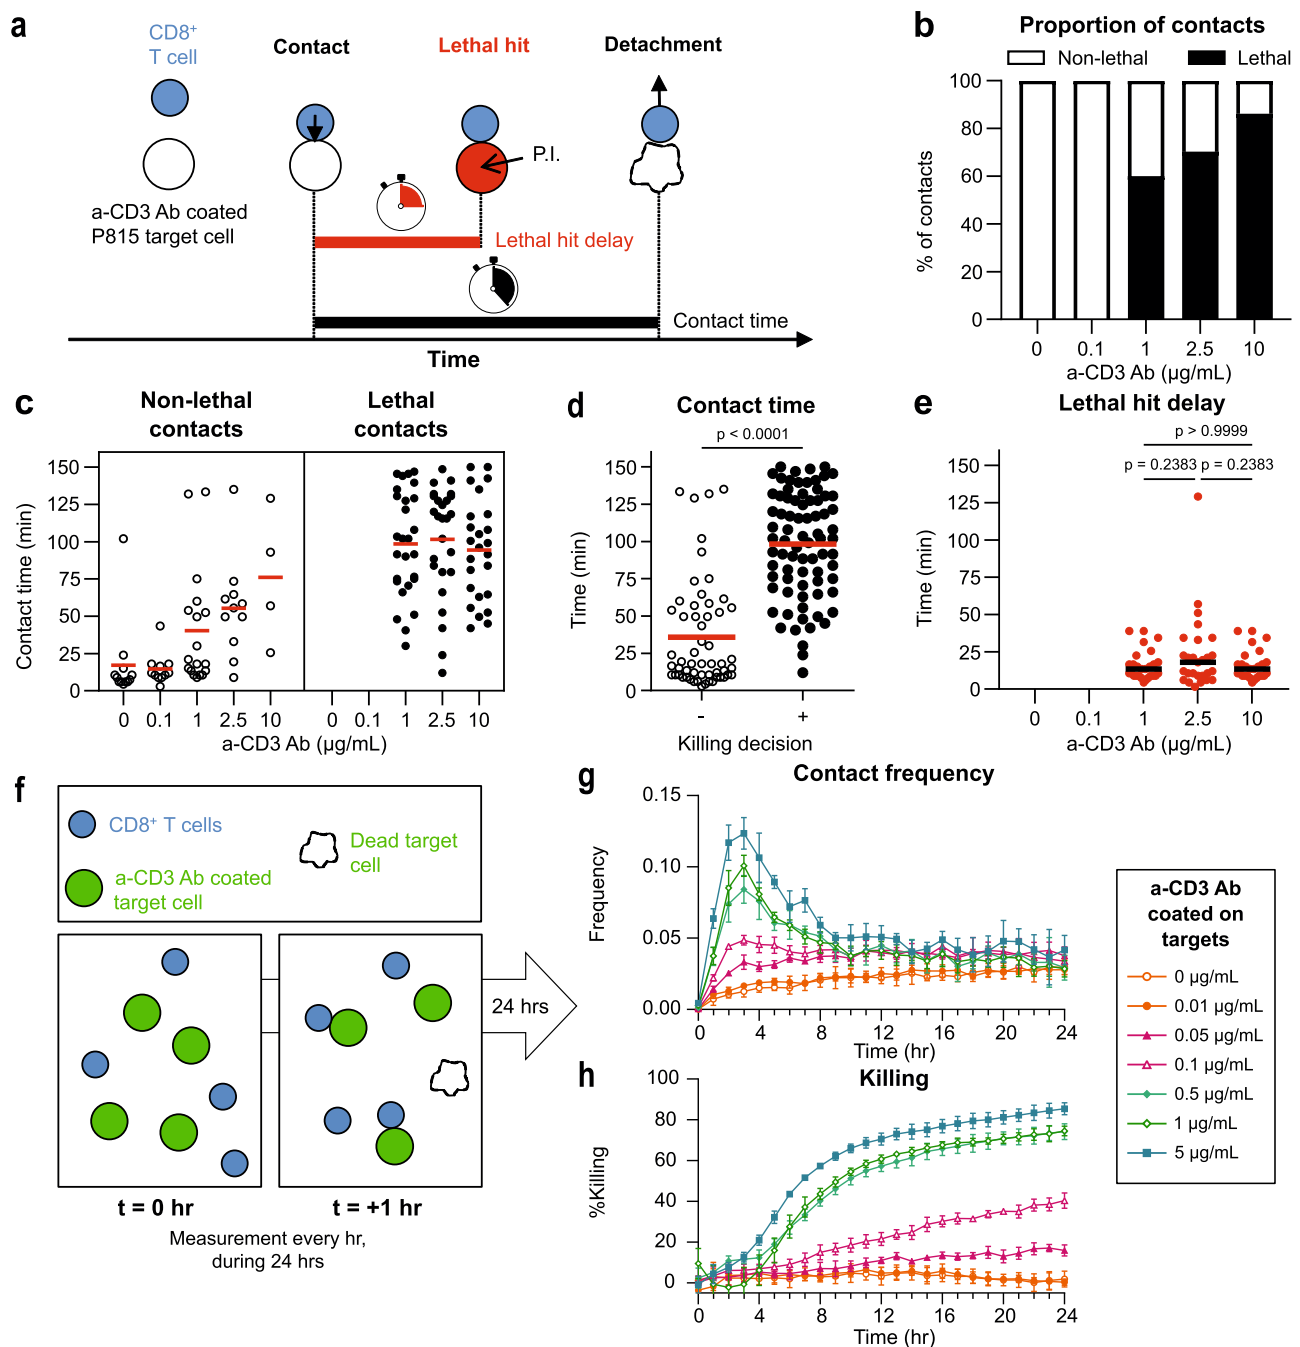 a
CD8⁺
T cell
Contact
Lethal hit
Detachment
P.I.
a-CD3 Ab coated
P815 target cell
Lethal hit delay
Contact time
Time
b
Proportion of contacts
Non-lethal
Lethal
% of contacts
100
80
60
40
20
0
0 0.1 1 2.5 10
a-CD3 Ab (µg/mL)
c
Non-lethal
contacts
Lethal
contacts
Contact time (min)
150
125
100
75
50
25
0
0 0.1 1 2.5 10 0 0.1 1 2.5 10
a-CD3 Ab (µg/mL)
d
Contact time
p < 0.0001
Time (min)
150
125
100
75
50
25
0
- +
Killing decision
e
Lethal hit delay
p > 0.9999
p = 0.2383 p = 0.2383
Time (min)
150
125
100
75
50
25
0
0 0.1 1 2.5 10
a-CD3 Ab (µg/mL)
f
CD8⁺ T cells
a-CD3 Ab coated
target cell
Dead target
cell
24 hrs
t = 0 hr
t = +1 hr
Measurement every hr,
during 24 hrs
g
Contact frequency
Frequency
0.15
0.10
0.05
0.00
0 4 8 12 16 20 24
Time (hr)
h
Killing
%Killing
100
80
60
40
20
0
0 4 8 12 16 20 24
Time (hr)
a-CD3 Ab
coated on
targets
0 µg/mL
0.01 µg/mL
0.05 µg/mL
0.1 µg/mL
0.5 µg/mL
1 µg/mL
5 µg/mL